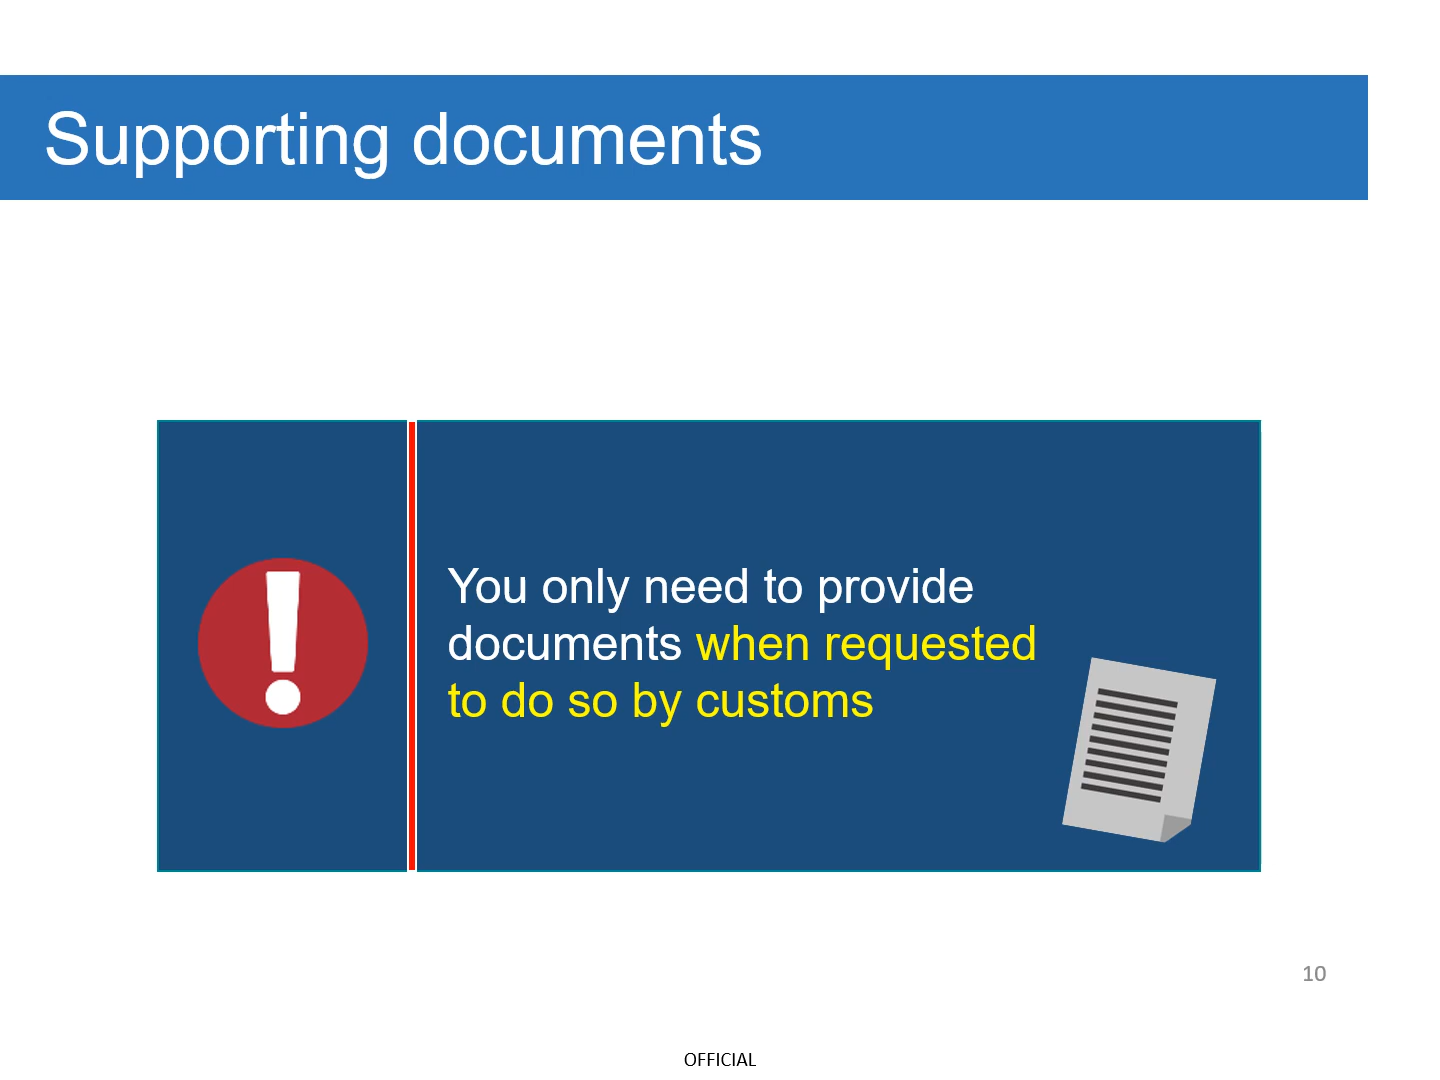 Supporting documents
You only need to provide
documents when requested
to do so by customs
10
OFFICIAL